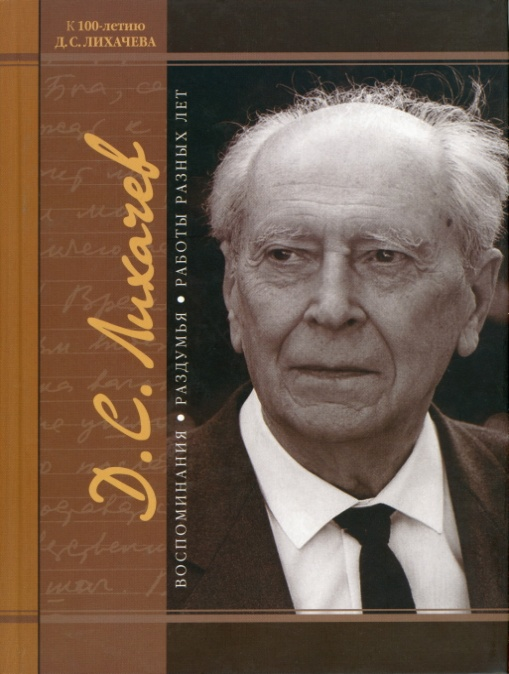 К 100-летию
Д. С. ЛИХАЧЕВА
Д. С. Лихачев
ВОСПОМИНАНИЯ • РАЗДУМЬЯ • РАБОТЫ РАЗНЫХ ЛЕТ